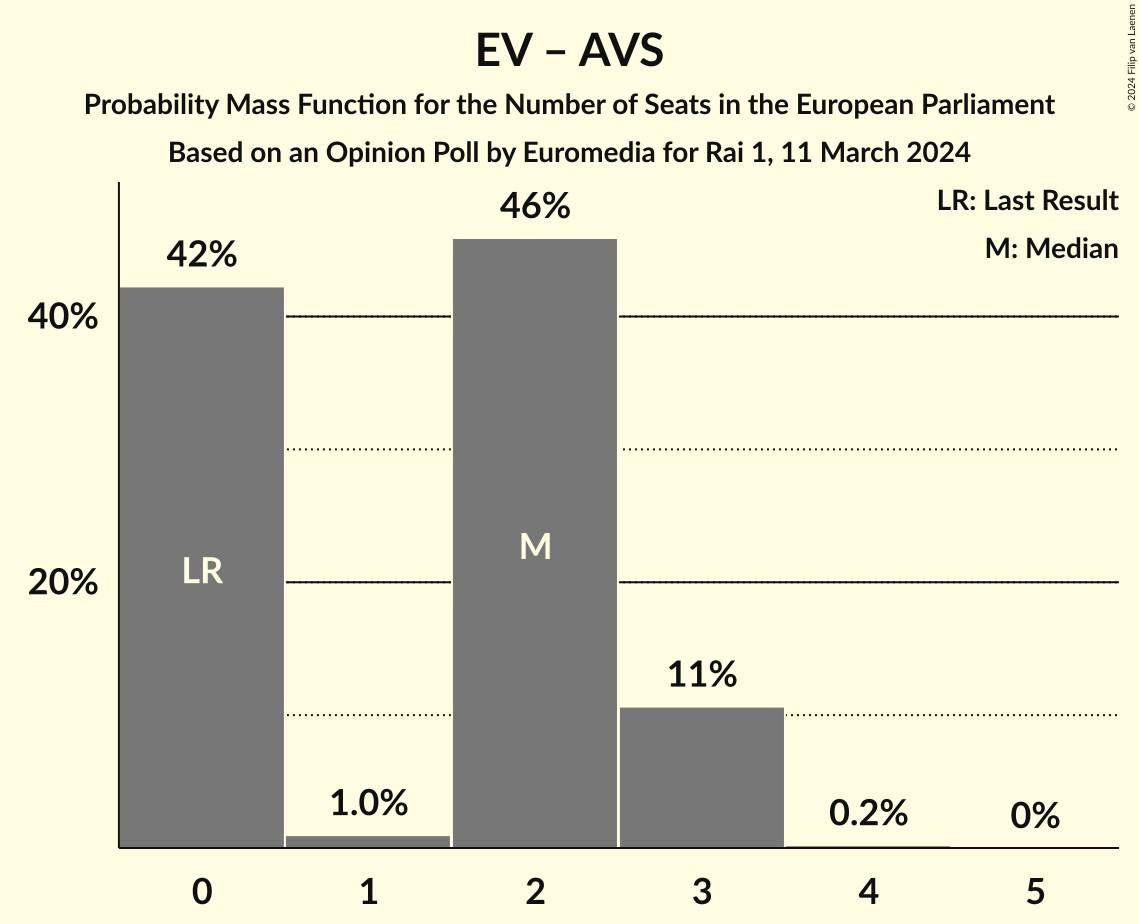 EV – AVS
Probability Mass Function for the Number of Seats in the European Parliament
Based on an Opinion Poll by Euromedia for Rai 1, 11 March 2024
© 2024 Filip van Laenen
LR: Last Result
M: Median
46%
42%
40%
M
LR
20%
11%
1.0%
0.2%
0%
0 1 2 3 4 5